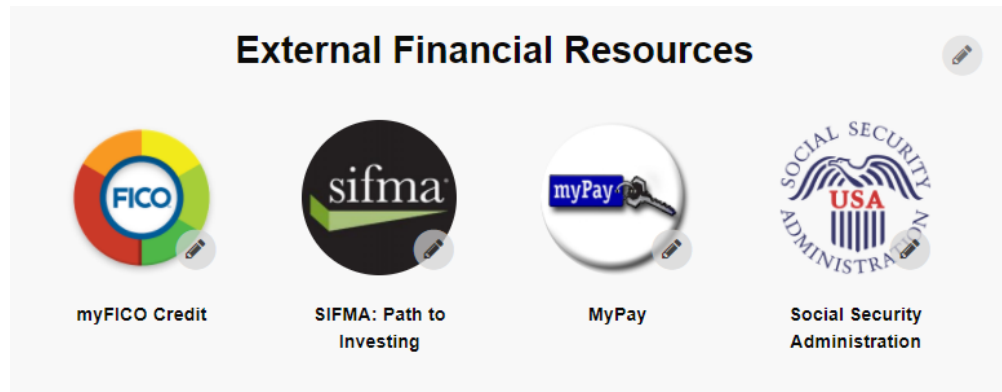 External Financial Resources
FICO
sifma
myPay
SOCIAL SECURITY ADMINISTRATION
USA
myFICO Credit
SIFMA: Path to
Investing
MyPay
Social Security
Administration